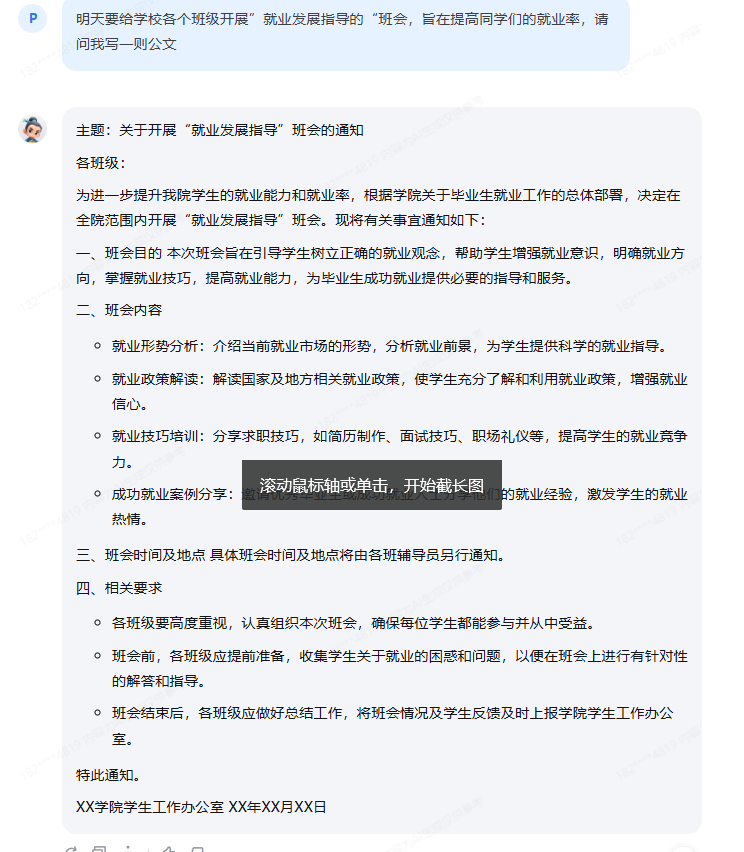 P
明天要给学校各个班级开展”就业发展指导的“班会，旨在提高同学们的就业率，请
问我写一则公文
主题：关于开展“就业发展指导”班会的通知
各班级：
为进一步提升我院学生的就业能力和就业率，根据学院关于毕业生就业工作的总体部署，决定在
全院范围内开展“就业发展指导”班会。现将有关事宜通知如下：
一、班会目的 本次班会旨在引导学生树立正确的就业观念，帮助学生增强就业意识，明确就业方
向，掌握就业技巧，提高就业能力，为毕业生成功就业提供必要的指导和服务。
二、班会内容
就业形势分析：介绍当前就业市场的形势，分析就业前景，为学生提供科学的就业指导。
就业政策解读：解读国家及地方相关就业政策，使学生充分了解和利用就业政策，增强就业
信心。
就业技巧培训：分享求职技巧，如简历制作、面试技巧、职场礼仪等，提高学生的就业竞争
力。
滚动鼠标轴或单击，开始截长图
成功就业案例分享：邀请优秀毕业生或成功就业人士分享他们的就业经验，激发学生的就业
热情。
三、班会时间及地点 具体班会时间及地点将由各班辅导员另行通知。
四、相关要求
各班级要高度重视，认真组织本次班会，确保每位学生都能参与并从中受益。
班会前，各班级应提前准备，收集学生关于就业的困惑和问题，以便在班会上进行有针对性
的解答和指导。
班会结束后，各班级应做好总结工作，将班会情况及学生反馈及时上报学院学生工作办公
室。
特此通知。
XX学院学生工作办公室 XX年XX月XX日